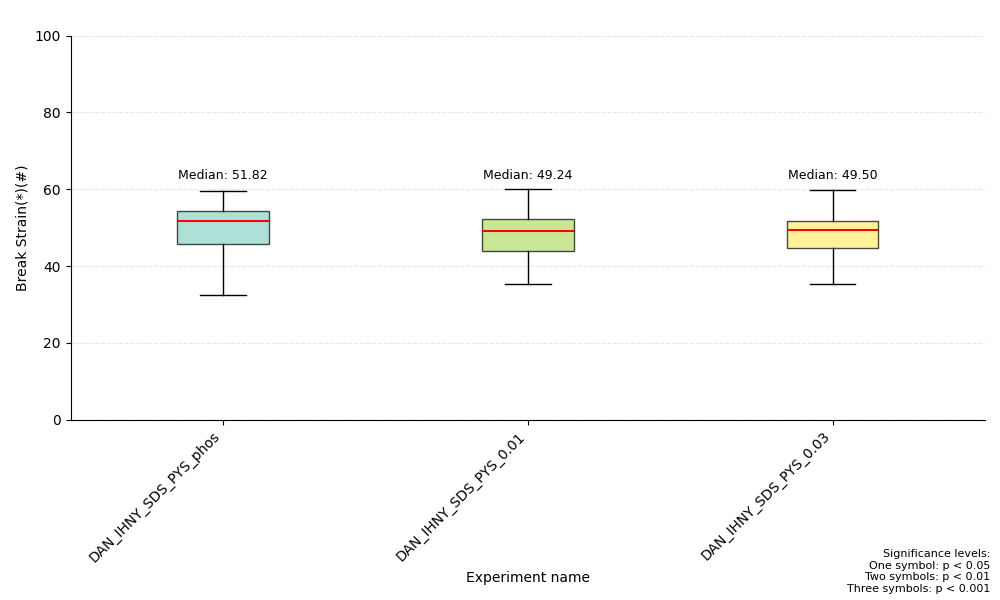 100
80
60
40
20
0
Break Strain(*)(#)
Median: 51.82
Median: 49.24
Median: 49.50
DAN_IHNY_SDS_PYS_phos
DAN_IHNY_SDS_PYS_0.01
DAN_IHNY_SDS_PYS_0.03
Experiment name
Significance levels:
One symbol: p < 0.05
Two symbols: p < 0.01
Three symbols: p < 0.001